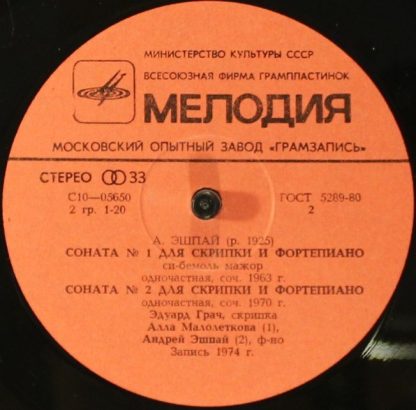 МИНИСТЕРСТВО КУЛЬТУРЫ СССР
ВСЕСОЮЗНАЯ ФИРМА ГРАМПЛАСТИНОК
МЕЛОДИЯ
МОСКОВСКИЙ ОПЫТНЫЙ ЗАВОД «ГРАМЗАПИСЬ»
СТЕРЕО 33
С10—05650 ГОСТ 5289-80
2 гр. 1-20 2
А. ЭШПАЙ (р. 1925)
СОНАТА № 1 ДЛЯ СКРИПКИ И ФОРТЕПИАНО
си-бемоль мажор
одночастная, соч. 1963 г.
СОНАТА № 2 ДЛЯ СКРИПКИ И ФОРТЕПИАНО
одночастная, соч. 1970 г.
Эдуард Грач, скрипка
Алла Малолеткова (1),
Андрей Эшпай (2), ф-но
Запись 1974 г.